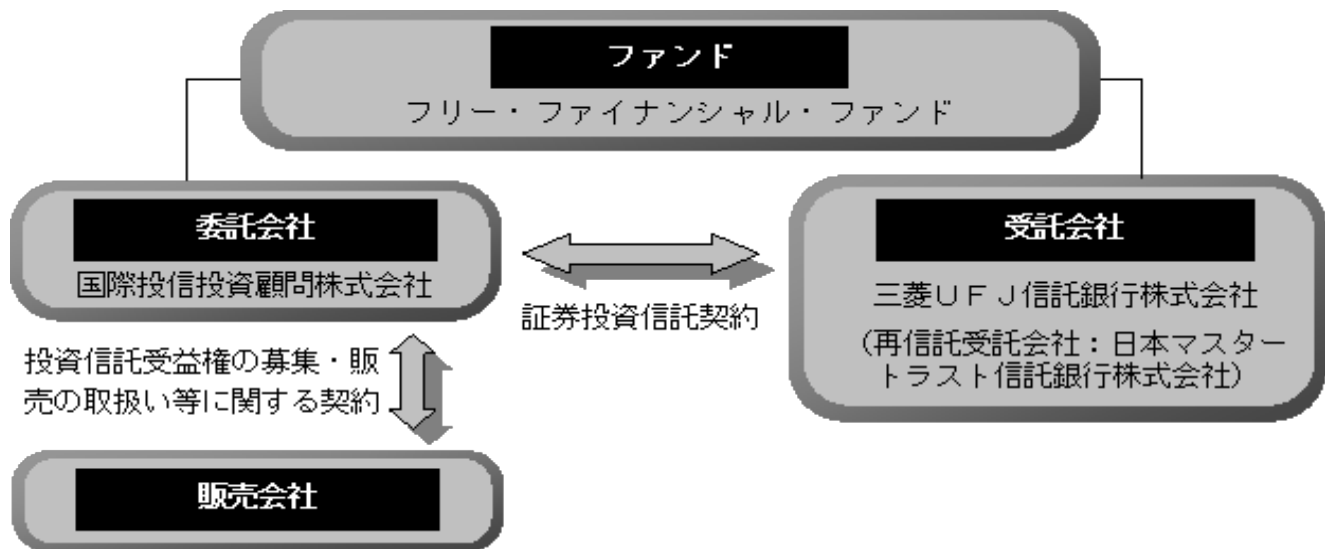 ファンド
フリー・ファイナンシャル・ファンド
委託会社
国際投信投資顧問株式会社
証券投資信託契約
受託会社
三菱UFJ信託銀行株式会社
(再信託受託会社:日本マスター
トラスト信託銀行株式会社)
投資信託受益権の募集・販
売の取扱い等に関する契約
販売会社